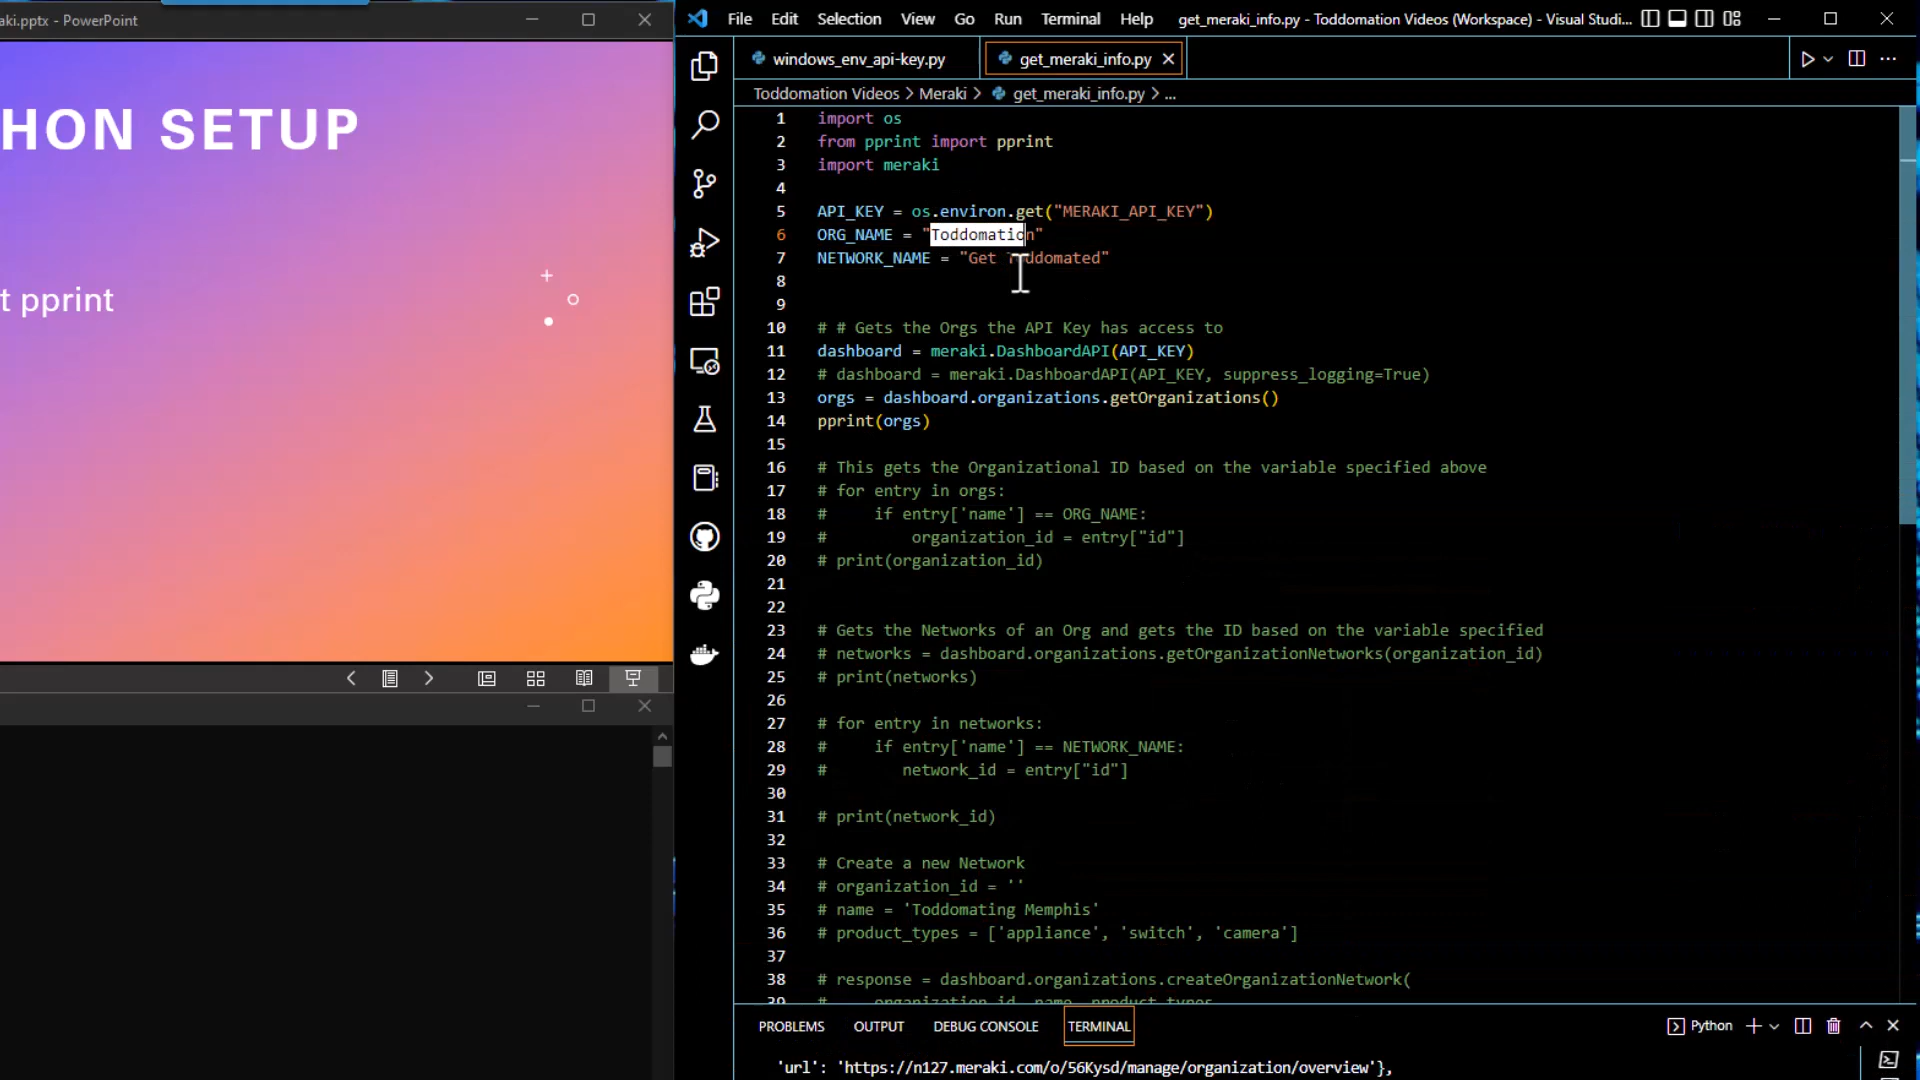 aki.pptx - PowerPoint
HON SETUP
t pprint
File Edit Selection View Go Run Terminal Help get_meraki_info.py - Toddomation Videos (Workspace) - Visual Studi...
windows_env_api-key.py get_meraki_info.py
Toddomation Videos > Meraki > get_meraki_info.py > ...
1 import os
2 from pprint import pprint
3 import meraki
4
5 API_KEY = os.environ.get("MERAKI_API_KEY")
6 ORG_NAME = "Toddomation"
7 NETWORK_NAME = "Get Toddomated"
8
9
10 # # Gets the Orgs the API Key has access to
11 dashboard = meraki.DashboardAPI(API_KEY)
12 # dashboard = meraki.DashboardAPI(API_KEY, suppress_logging=True)
13 orgs = dashboard.organizations.getOrganizations()
14 pprint(orgs)
15
16 # This gets the Organizational ID based on the variable specified above
17 # for entry in orgs:
18 #     if entry['name'] == ORG_NAME:
19 #         organization_id = entry["id"]
20 # print(organization_id)
21
22
23 # Gets the Networks of an Org and gets the ID based on the variable specified
24 # networks = dashboard.organizations.getOrganizationNetworks(organization_id)
25 # print(networks)
26
27 # for entry in networks:
28 #     if entry['name'] == NETWORK_NAME:
29 #        network_id = entry["id"]
30
31 # print(network_id)
32
33 # Create a new Network
34 # organization_id = ''
35 # name = 'Toddomating Memphis'
36 # product_types = ['appliance', 'switch', 'camera']
37
38 # response = dashboard.organizations.createOrganizationNetwork(
39 #     organization_id, name, product_types
PROBLEMS OUTPUT DEBUG CONSOLE TERMINAL Python
'url': 'https://n127.meraki.com/o/56Kysd/manage/organization/overview'},